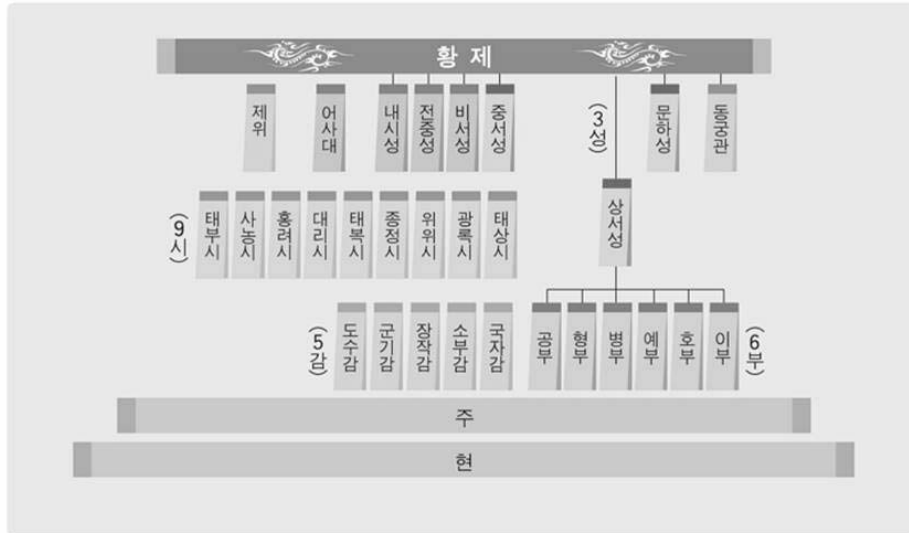 황제
제위
어사대
내시성
전중성
비서성
중서성
(3성)
문하성
동궁관
상서성
(9시)
태부시
사농시
홍려시
대리시
태복시
종정시
위위시
광록시
태상시
(5감)
도수감
군기감
장작감
소부감
국자감
공부
형부
병부
예부
호부
이부
(6부)
주
현